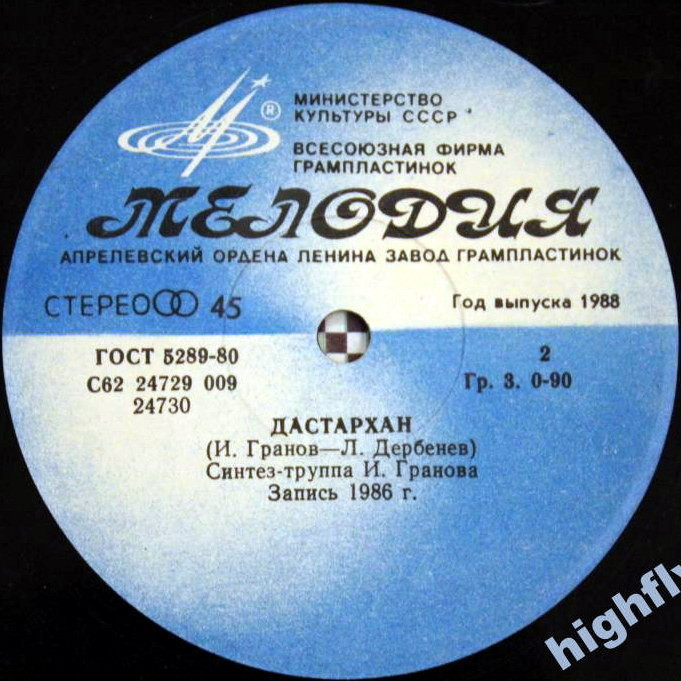 МИНИСТЕРСТВО
КУЛЬТУРЫ СССР
ВСЕСОЮЗНАЯ ФИРМА
ГРАМПЛАСТИНОК
®
МЕЛОДИЯ
АПРЕЛЕВСКИЙ ОРДЕНА ЛЕНИНА ЗАВОД ГРАМПЛАСТИНОК
СТЕРЕО 45
Год выпуска 1988
ГОСТ 5289-80
2
С62 24729 009
Гр. 3. 0-90
24730
ДАСТАРХАН
(И. Гранов—Л. Дербенев)
Синтез-труппа И. Гранова
Запись 1986 г.
highfly